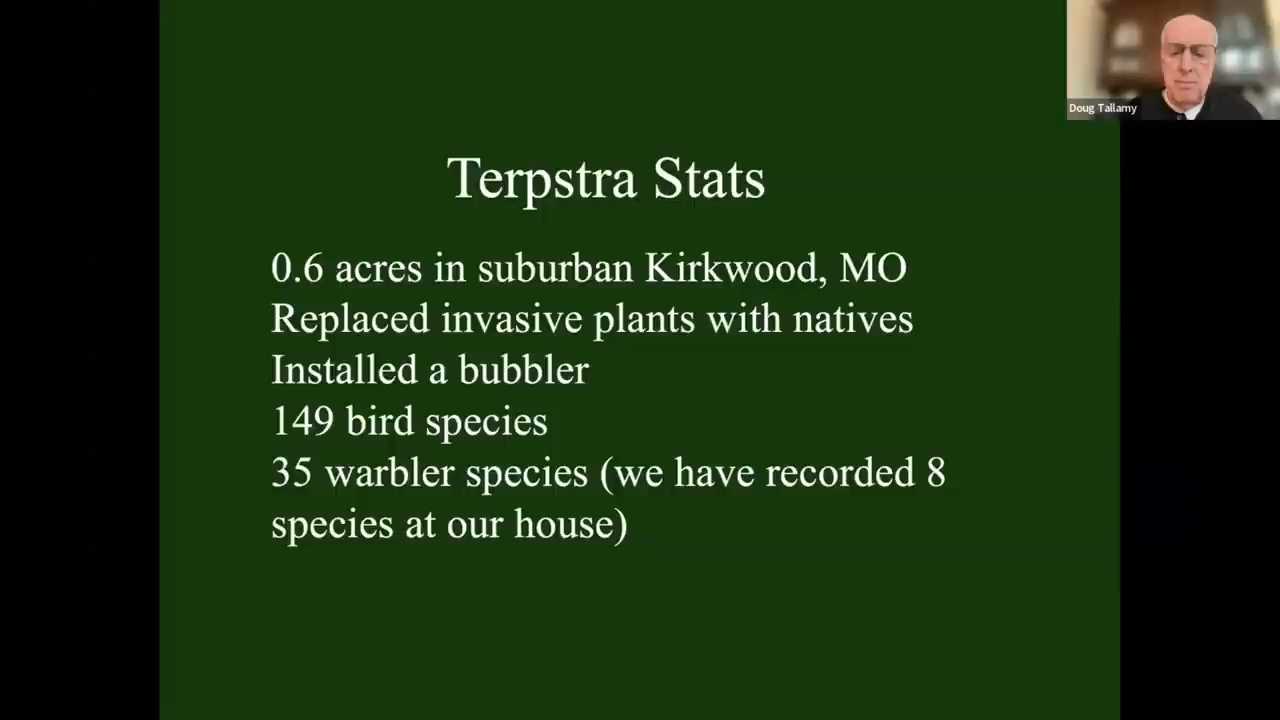 Doug Tallamy
Terpstra Stats
0.6 acres in suburban Kirkwood, MO
Replaced invasive plants with natives
Installed a bubbler
149 bird species
35 warbler species (we have recorded 8
species at our house)